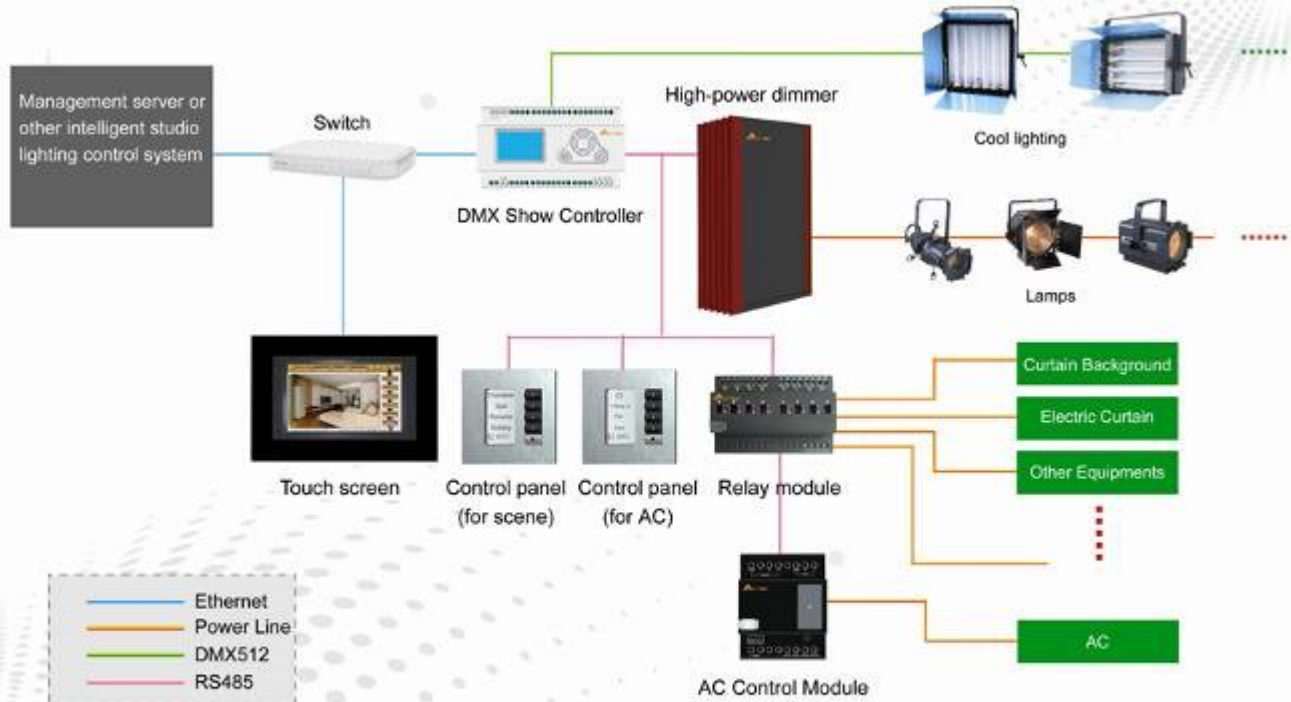 Management server or
other intelligent studio
lighting control system
Switch
DMX Show Controller
High-power dimmer
Cool lighting
Lamps
Touch screen
Control panel
(for scene)
Control panel
(for AC)
Relay module
Curtain Background
Electric Curtain
Other Equipments
AC Control Module
AC
Ethernet
Power Line
DMX512
RS485